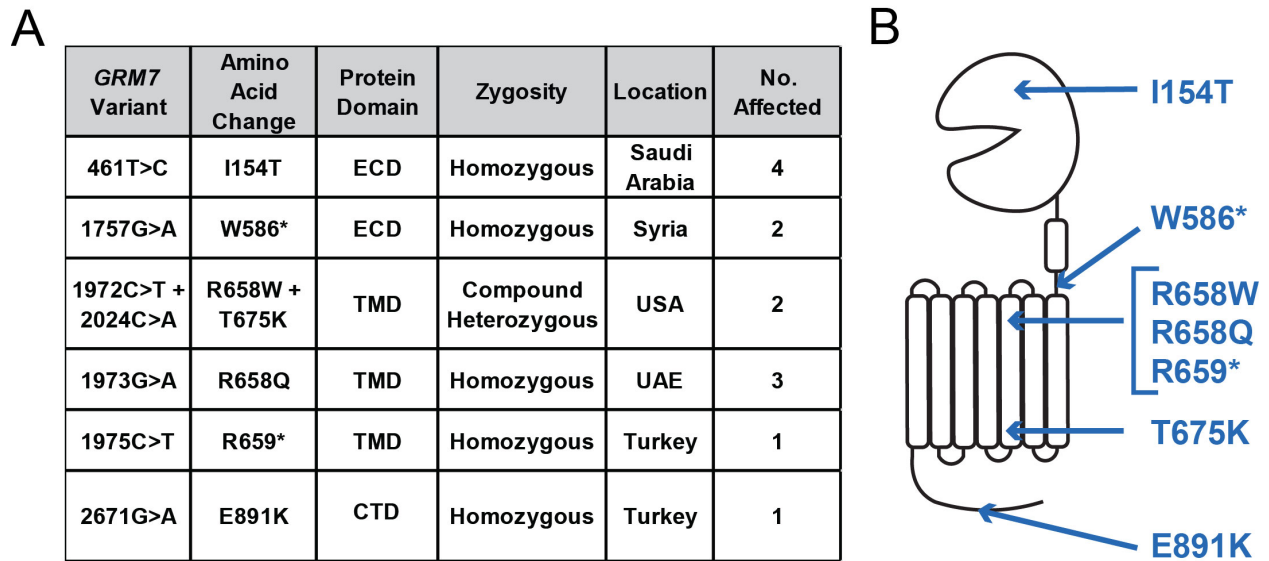 A
GRM7 Variant | Amino Acid Change | Protein Domain | Zygosity | Location | No. Affected
461T>C | I154T | ECD | Homozygous | Saudi Arabia | 4
1757G>A | W586* | ECD | Homozygous | Syria | 2
1972C>T + 2024C>A | R658W + T675K | TMD | Compound Heterozygous | USA | 2
1973G>A | R658Q | TMD | Homozygous | UAE | 3
1975C>T | R659* | TMD | Homozygous | Turkey | 1
2671G>A | E891K | CTD | Homozygous | Turkey | 1
B
I154T
W586*
R658W
R658Q
R659*
T675K
E891K